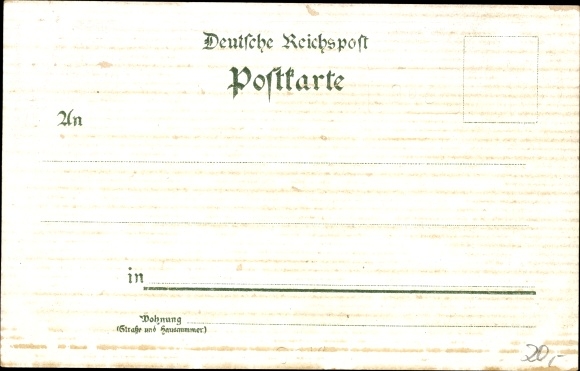 Deutsche Reichspost
Postkarte
An
in
Wohnung
(Straße und Hausnummer)
20,-